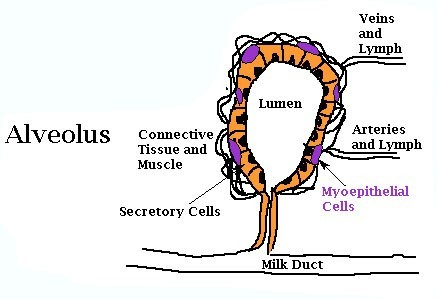 Veins
and
Lymph
Lumen
Alveolus
Connective
Tissue and
Muscle
Arteries
and Lymph
Myoepithelial
Cells
Secretory Cells
Milk Duct